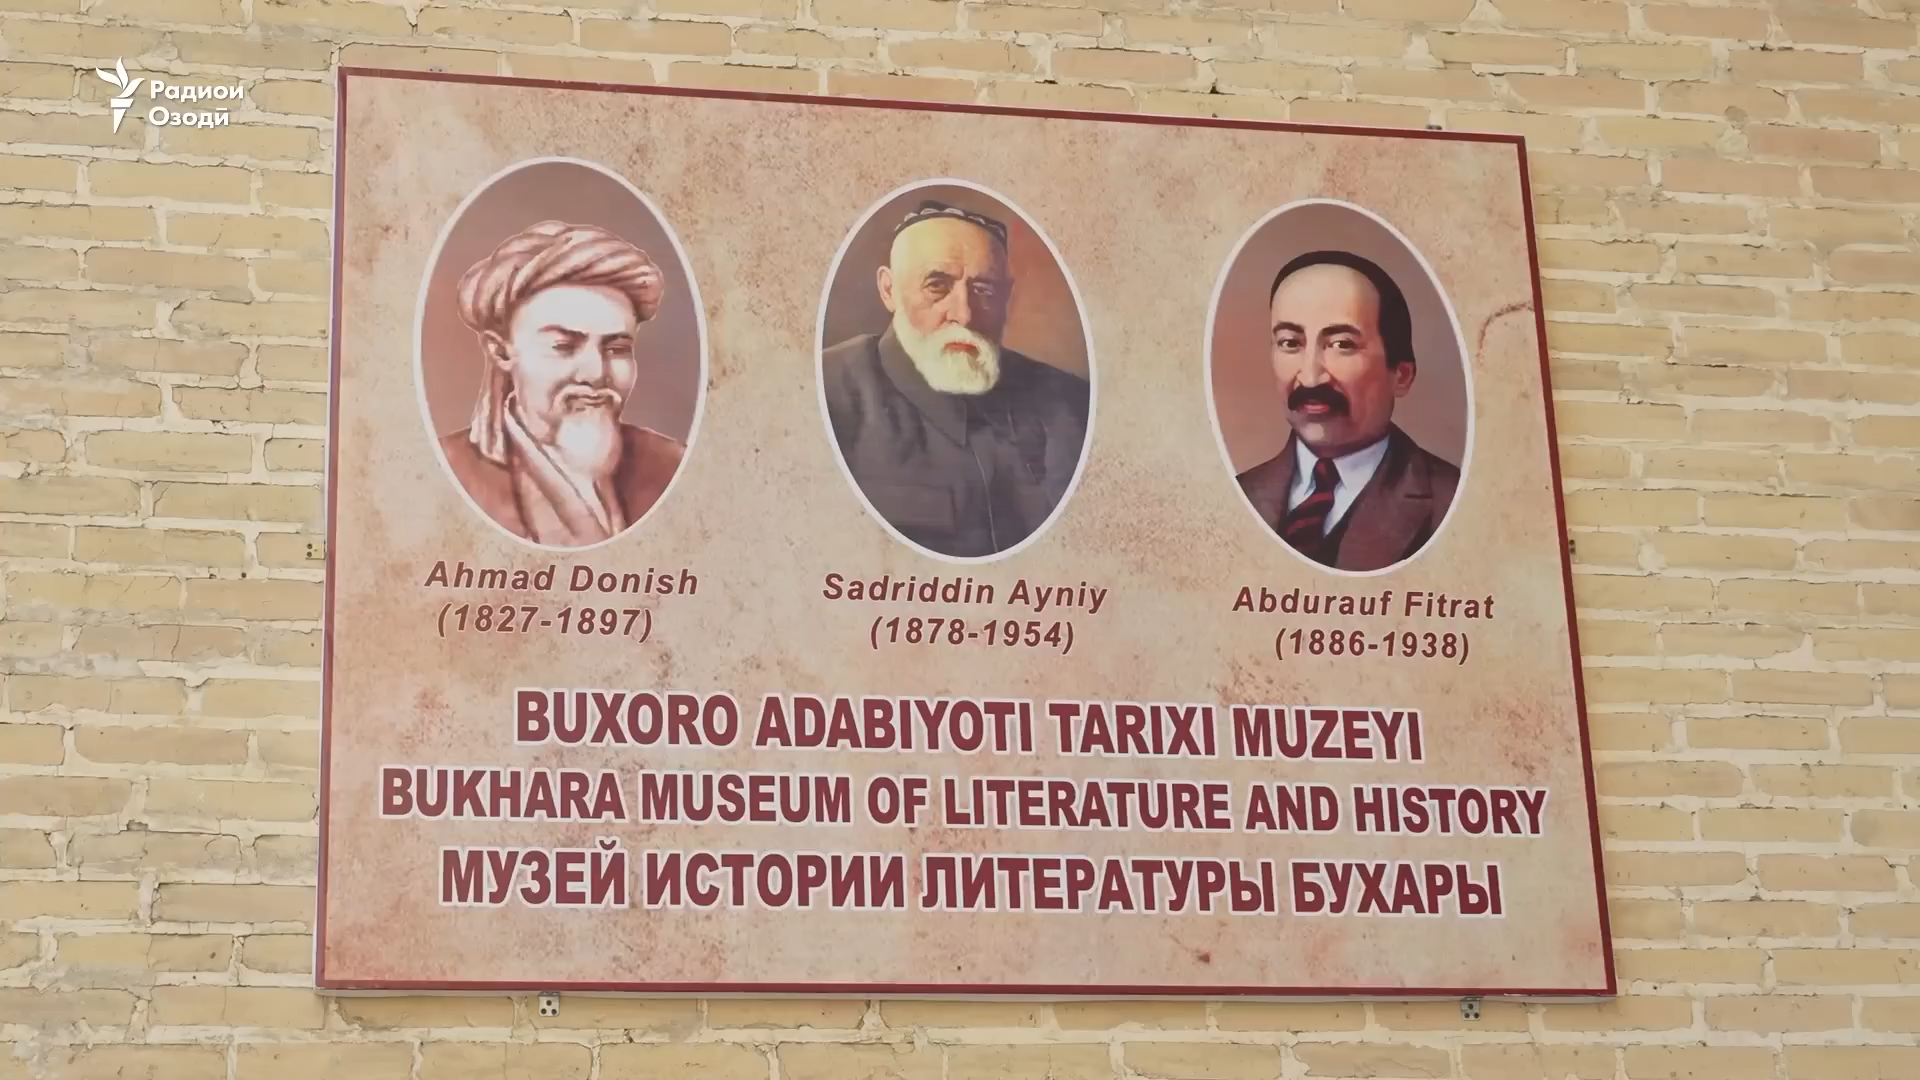 Радиои
Озодӣ
Ahmad Donish
(1827-1897)
Sadriddin Ayniy
(1878-1954)
Abdurauf Fitrat
(1886-1938)
BUXORO ADABIYOTI TARIXI MUZEYI
BUKHARA MUSEUM OF LITERATURE AND HISTORY
МУЗЕЙ ИСТОРИИ ЛИТЕРАТУРЫ БУХАРЫ